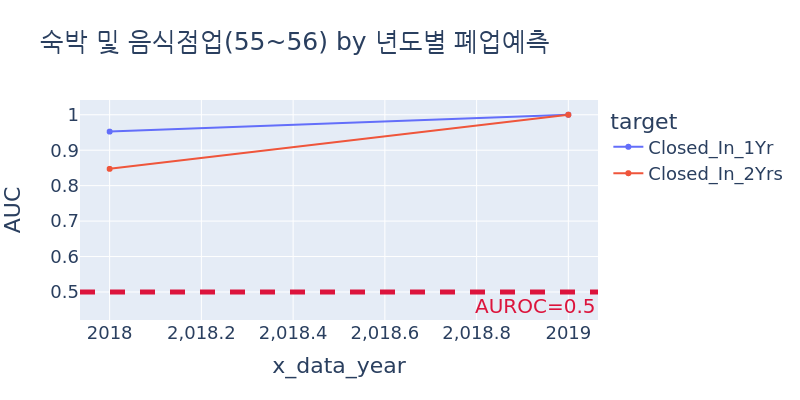 숙박 및 음식점업(55~56) by 년도별 폐업예측
target
Closed_In_1Yr
Closed_In_2Yrs
AUC
1
0.9
0.8
0.7
0.6
0.5
AUROC=0.5
2018
2,018.2
2,018.4
2,018.6
2,018.8
2019
x_data_year